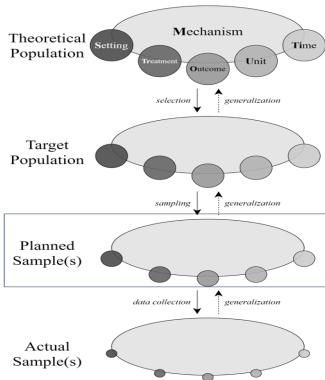 Theoretical
Population
Mechanism
Setting
Treatment
Outcome
Unit
Time
selection
generalization
Target
Population
sampling
generalization
Planned
Sample(s)
data collection
generalization
Actual
Sample(s)